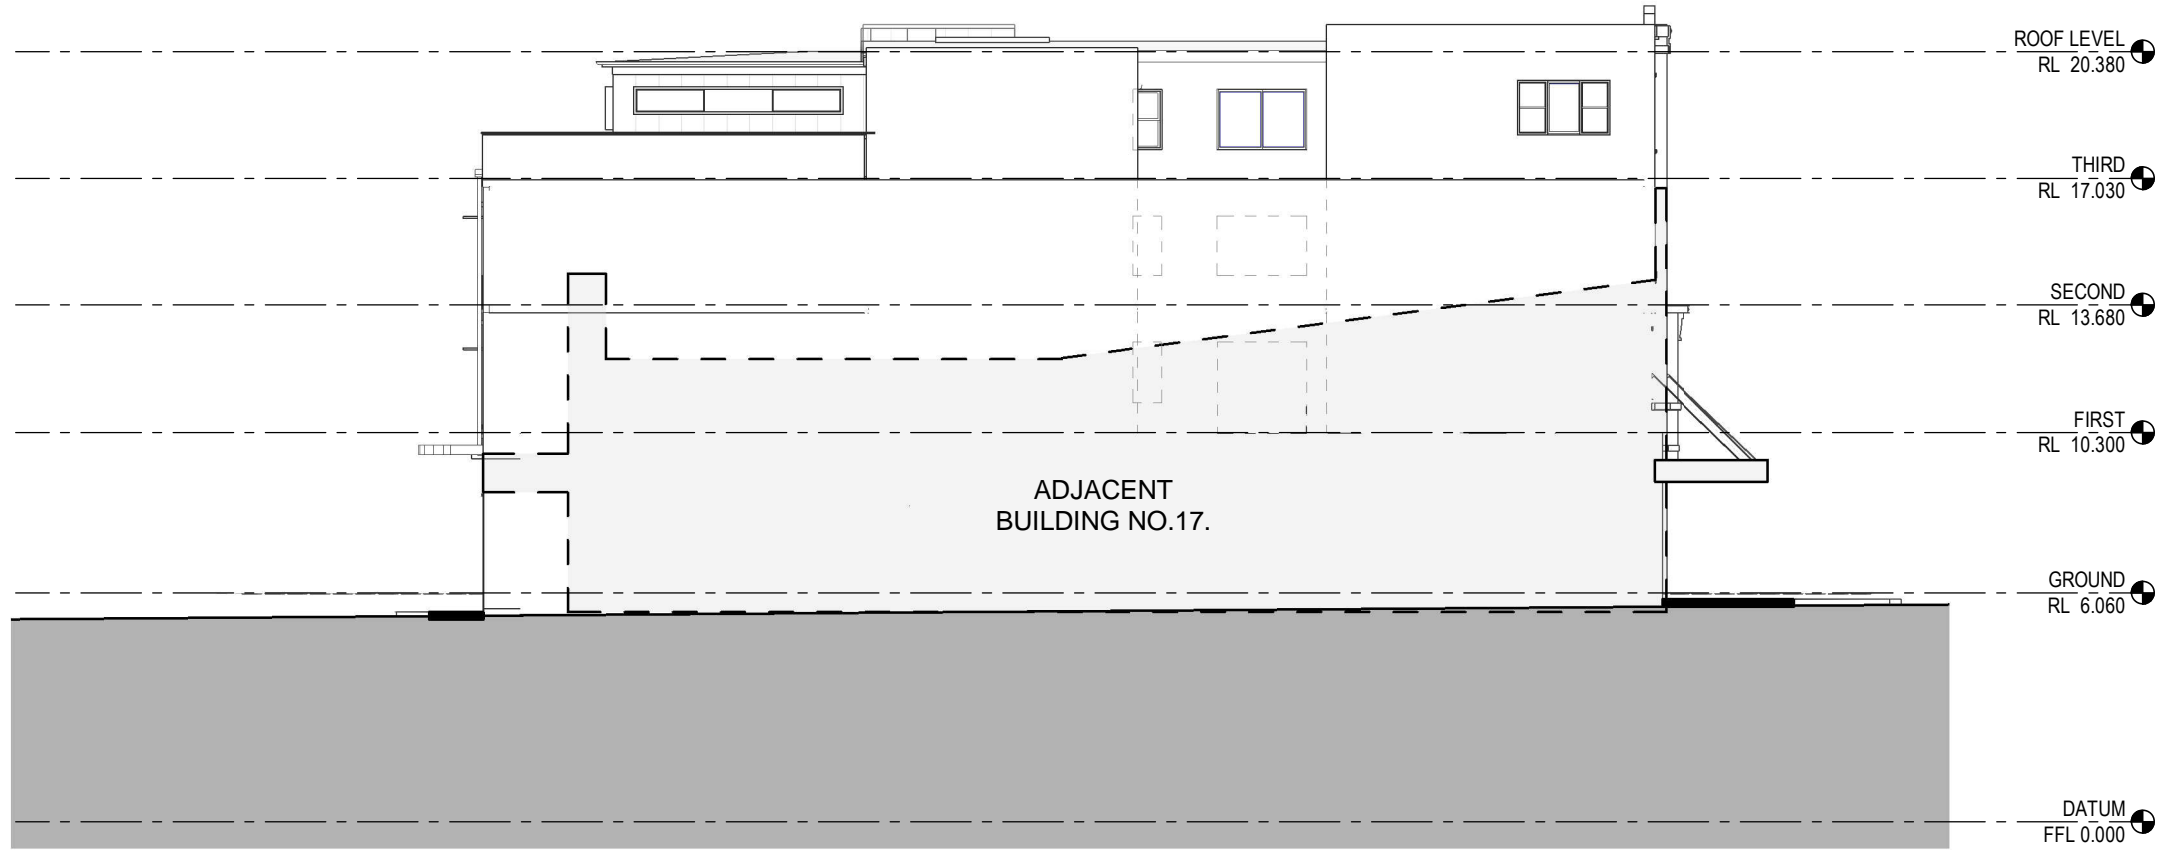 ROOF LEVEL
RL 20.380
THIRD
RL 17.030
SECOND
RL 13.680
FIRST
RL 10.300
ADJACENT
BUILDING NO.17.
GROUND
RL 6.060
DATUM
FFL 0.000